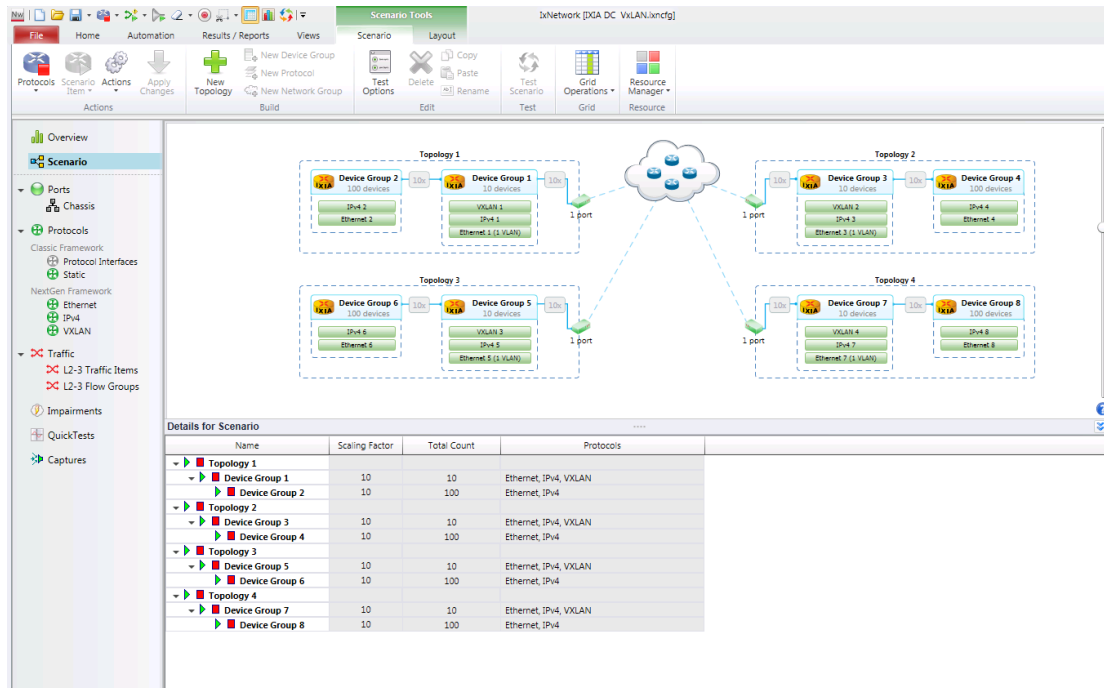 NW
Scenario Tools
IxNetwork [IXIA DC VxLAN.ixncfg]
File Home Automation Results / Reports Views Scenario Layout
Protocols
Scenario Item
Actions
Apply Changes
Actions
New Topology
New Device Group
New Protocol
New Network Group
Build
Test Options
Delete
Copy
Paste
Rename
Edit
Test Scenario
Test
Grid Operations
Grid
Resource Manager
Resource
Overview
Scenario
Ports
Chassis
Protocols
Classic Framework
Protocol Interfaces
Static
NextGen Framework
Ethernet
IPv4
VXLAN
Traffic
L2-3 Traffic Items
L2-3 Flow Groups
Impairments
QuickTests
Captures
Topology 1
IXIA
Device Group 2
100 devices
IPv4 2
Ethernet 2
10x
IXIA
Device Group 1
10 devices
VXLAN 1
IPv4 1
Ethernet 1 (1 VLAN)
10x
1 port
Topology 2
1 port
10x
IXIA
Device Group 3
10 devices
VXLAN 2
IPv4 3
Ethernet 3 (1 VLAN)
10x
IXIA
Device Group 4
100 devices
IPv4 4
Ethernet 4
Topology 3
IXIA
Device Group 6
100 devices
IPv4 6
Ethernet 6
10x
IXIA
Device Group 5
10 devices
VXLAN 3
IPv4 5
Ethernet 5 (1 VLAN)
10x
1 port
Topology 4
1 port
10x
IXIA
Device Group 7
10 devices
VXLAN 4
IPv4 7
Ethernet 7 (1 VLAN)
10x
IXIA
Device Group 8
100 devices
IPv4 8
Ethernet 8
Details for Scenario
Name Scaling Factor Total Count Protocols
Topology 1
Device Group 1 10 10 Ethernet, IPv4, VXLAN
Device Group 2 10 100 Ethernet, IPv4
Topology 2
Device Group 3 10 10 Ethernet, IPv4, VXLAN
Device Group 4 10 100 Ethernet, IPv4
Topology 3
Device Group 5 10 10 Ethernet, IPv4, VXLAN
Device Group 6 10 100 Ethernet, IPv4
Topology 4
Device Group 7 10 10 Ethernet, IPv4, VXLAN
Device Group 8 10 100 Ethernet, IPv4